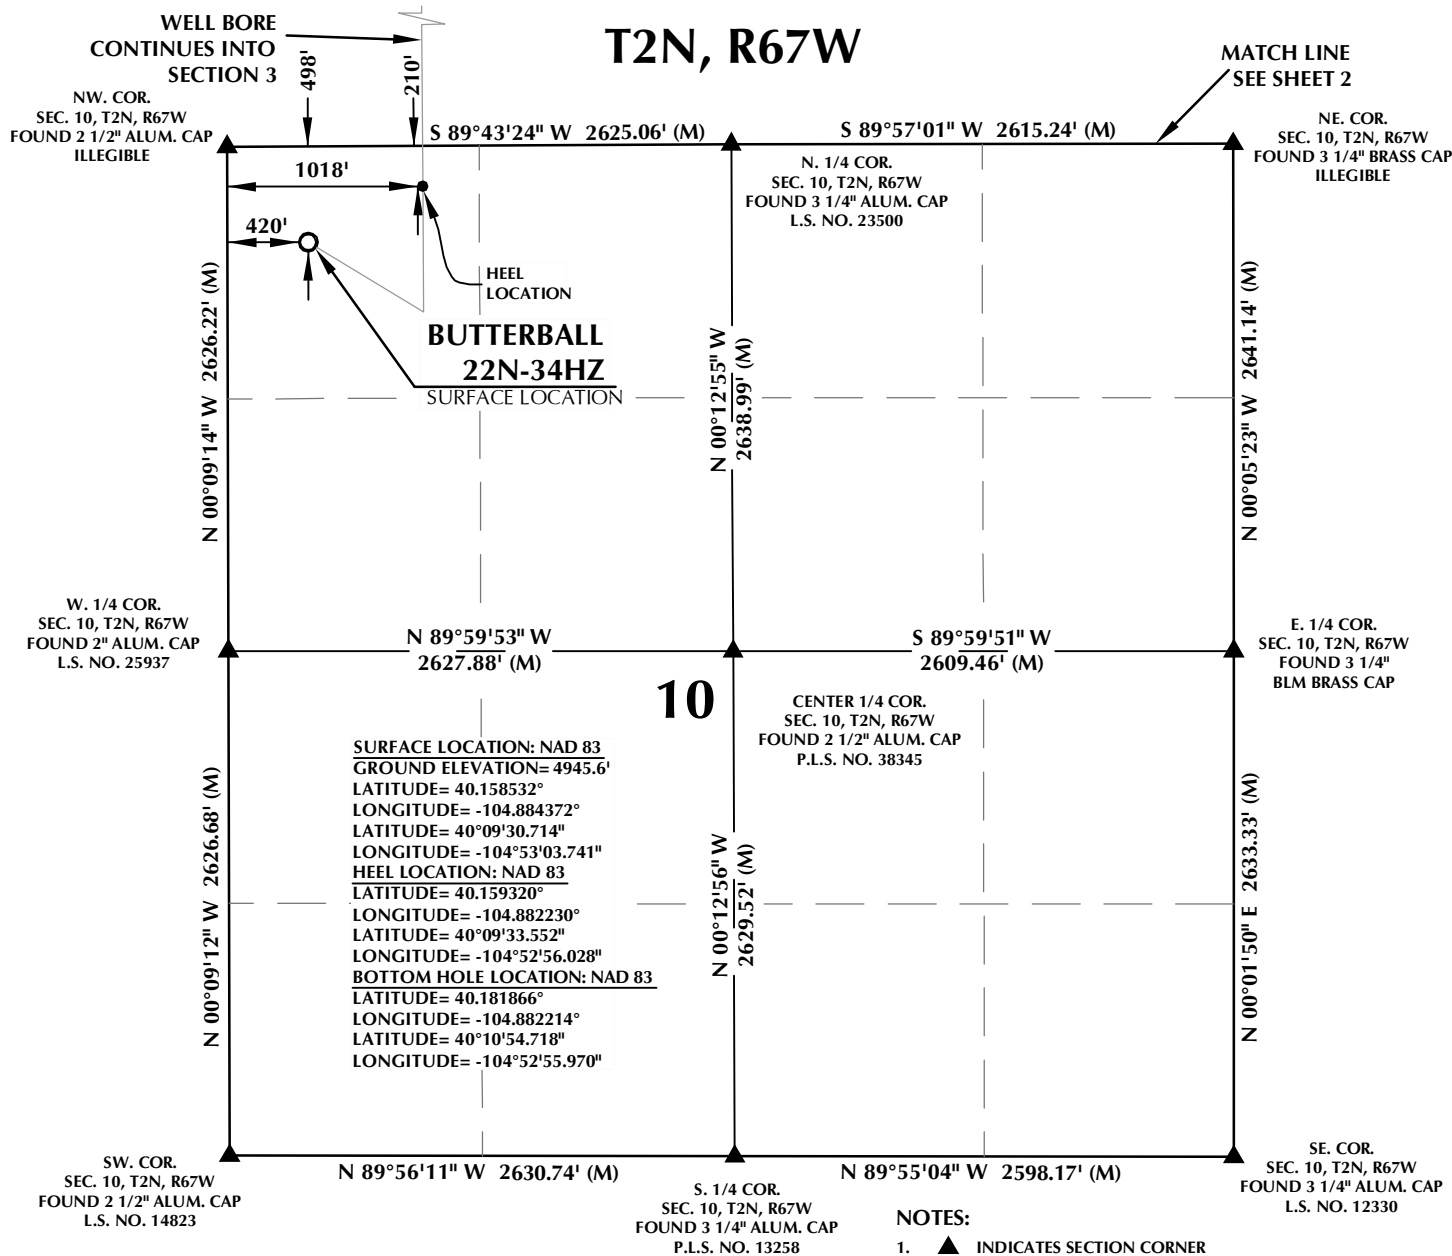 T2N, R67W
WELL BORE
CONTINUES INTO
SECTION 3
498'
210'
MATCH LINE
SEE SHEET 2
NW. COR.
SEC. 10, T2N, R67W
FOUND 2 1/2" ALUM. CAP
ILLEGIBLE
S 89°43'24" W 2625.06' (M)
S 89°57'01" W 2615.24' (M)
NE. COR.
SEC. 10, T2N, R67W
FOUND 3 1/4" BRASS CAP
ILLEGIBLE
N. 1/4 COR.
SEC. 10, T2N, R67W
FOUND 3 1/4" ALUM. CAP
L.S. NO. 23500
1018'
420'
HEEL
LOCATION
BUTTERBALL
22N-34HZ
SURFACE LOCATION
N 00°09'14" W 2626.22' (M)
N 00°12'55" W
2638.99' (M)
N 00°05'23" W 2641.14' (M)
W. 1/4 COR.
SEC. 10, T2N, R67W
FOUND 2" ALUM. CAP
L.S. NO. 25937
N 89°59'53" W
2627.88' (M)
S 89°59'51" W
2609.46' (M)
E. 1/4 COR.
SEC. 10, T2N, R67W
FOUND 3 1/4"
BLM BRASS CAP
10
CENTER 1/4 COR.
SEC. 10, T2N, R67W
FOUND 2 1/2" ALUM. CAP
P.L.S. NO. 38345
SURFACE LOCATION: NAD 83
GROUND ELEVATION= 4945.6'
LATITUDE= 40.158532°
LONGITUDE= -104.884372°
LATITUDE= 40°09'30.714"
LONGITUDE= -104°53'03.741"
HEEL LOCATION: NAD 83
LATITUDE= 40.159320°
LONGITUDE= -104.882230°
LATITUDE= 40°09'33.552"
LONGITUDE= -104°52'56.028"
BOTTOM HOLE LOCATION: NAD 83
LATITUDE= 40.181866°
LONGITUDE= -104.882214°
LATITUDE= 40°10'54.718"
LONGITUDE= -104°52'55.970"
N 00°09'12" W 2626.68' (M)
N 00°12'56" W
2629.52' (M)
N 00°01'50" E 2633.33' (M)
SW. COR.
SEC. 10, T2N, R67W
FOUND 2 1/2" ALUM. CAP
L.S. NO. 14823
N 89°56'11" W 2630.74' (M)
N 89°55'04" W 2598.17' (M)
S. 1/4 COR.
SEC. 10, T2N, R67W
FOUND 3 1/4" ALUM. CAP
P.L.S. NO. 13258
SE. COR.
SEC. 10, T2N, R67W
FOUND 3 1/4" ALUM. CAP
L.S. NO. 12330
NOTES:
1. ▲ INDICATES SECTION CORNER